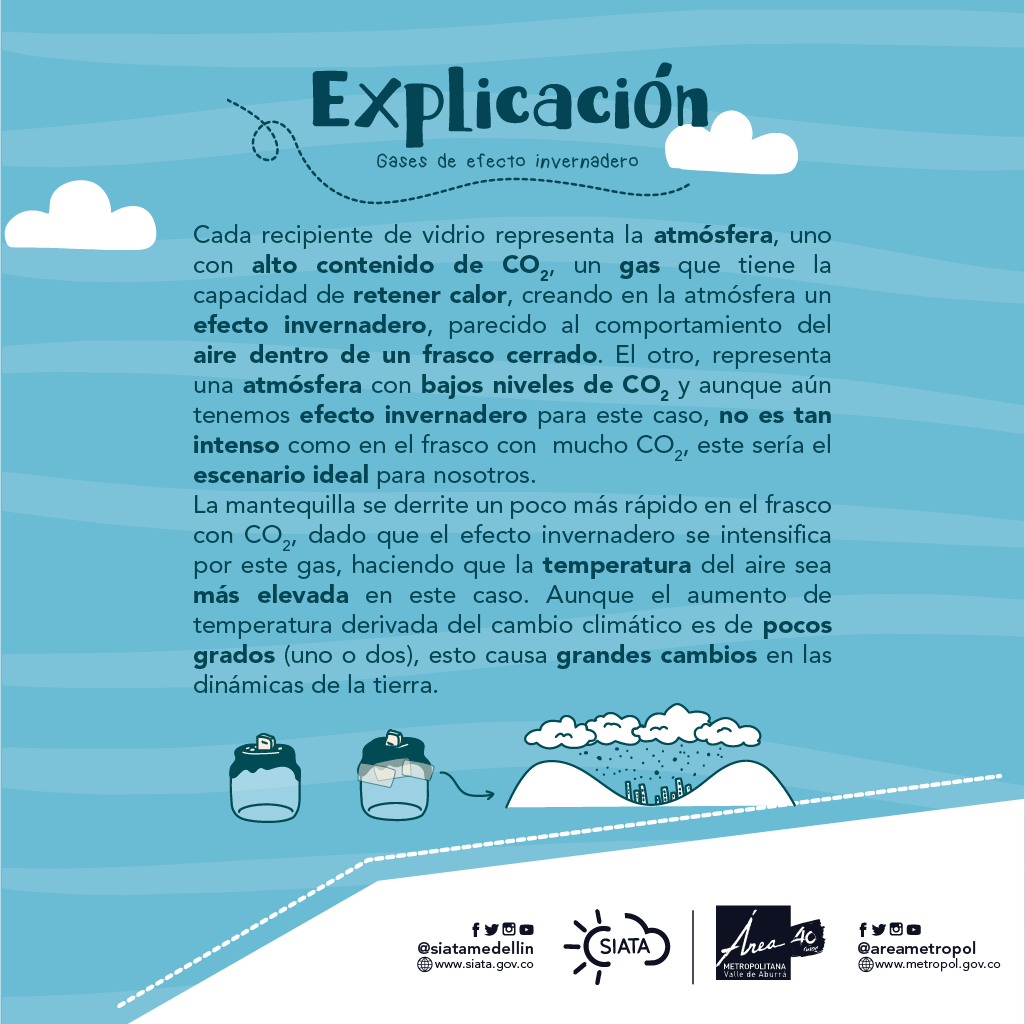 Explicación
Gases de efecto invernadero
Cada recipiente de vidrio representa la atmósfera, uno
con alto contenido de CO₂, un gas que tiene la
capacidad de retener calor, creando en la atmósfera un
efecto invernadero, parecido al comportamiento del
aire dentro de un frasco cerrado. El otro, representa
una atmósfera con bajos niveles de CO₂ y aunque aún
tenemos efecto invernadero para este caso, no es tan
intenso como en el frasco con mucho CO₂, este sería el
escenario ideal para nosotros.
La mantequilla se derrite un poco más rápido en el frasco
con CO₂, dado que el efecto invernadero se intensifica
por este gas, haciendo que la temperatura del aire sea
más elevada en este caso. Aunque el aumento de
temperatura derivada del cambio climático es de pocos
grados (uno o dos), esto causa grandes cambios en las
dinámicas de la tierra.
@siatamedellin
www.siata.gov.co
SIATA
Área
METROPOLITANA
Valle de Aburrá
40
@areametropol
www.metropol.gov.co